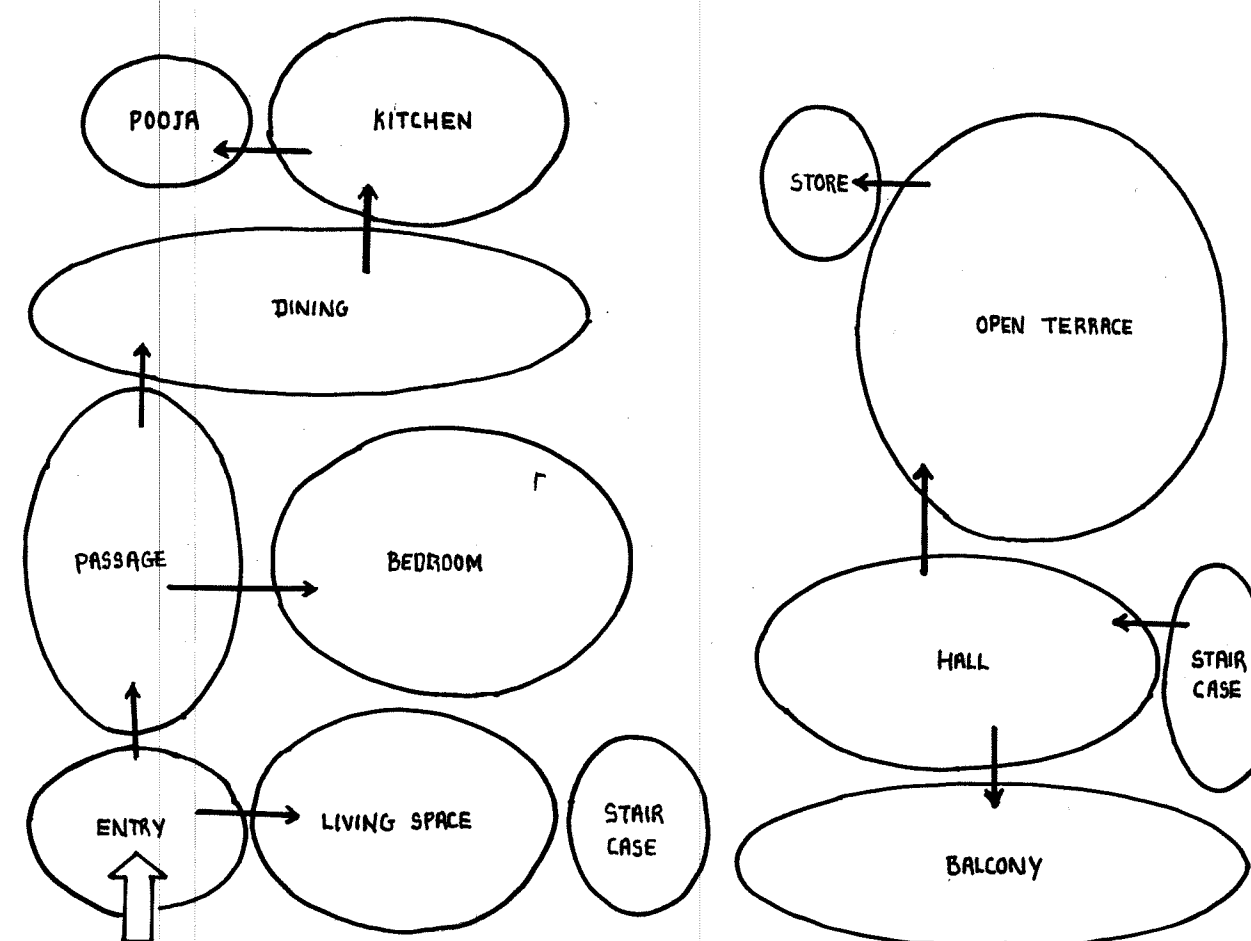 POOJA
KITCHEN
DINING
PASSAGE
BEDROOM
ENTRY
LIVING SPACE
STAIR
CASE
STORE
OPEN TERRACE
HALL
STAIR
CASE
BALCONY